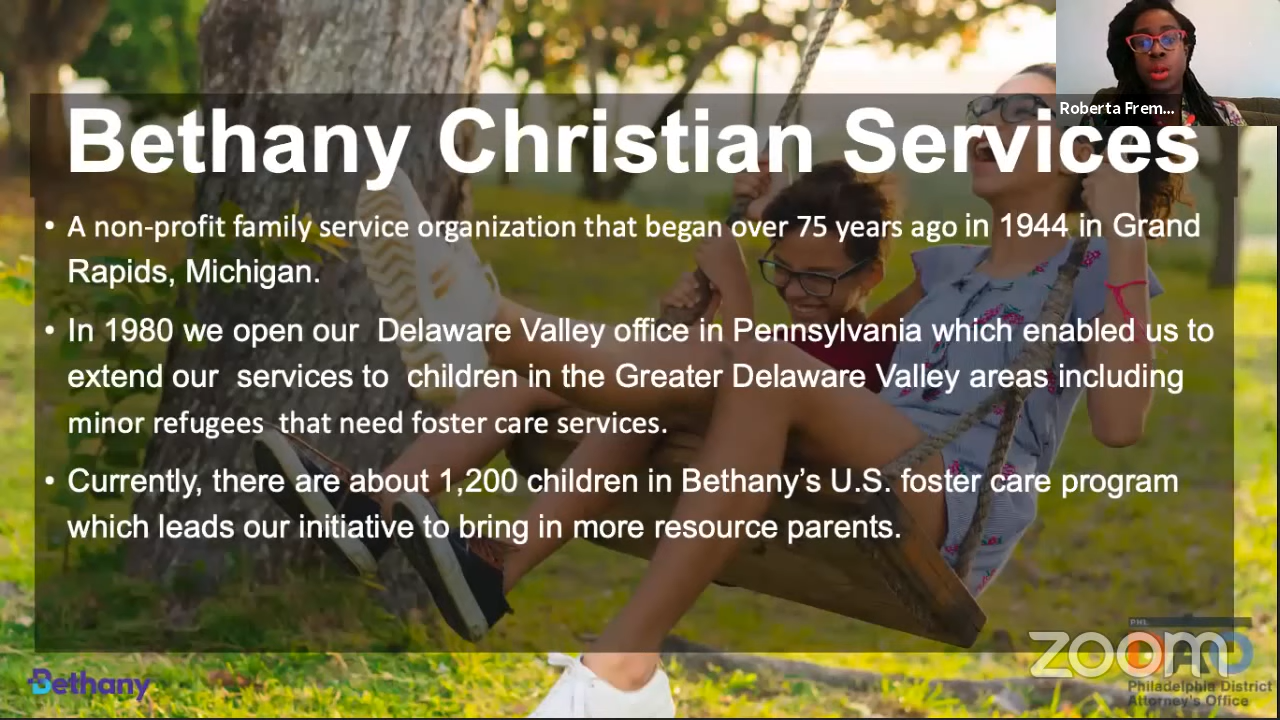 Roberta Frem...
Bethany Christian Services
• A non-profit family service organization that began over 75 years ago in 1944 in Grand
Rapids, Michigan.
• In 1980 we open our Delaware Valley office in Pennsylvania which enabled us to
extend our services to children in the Greater Delaware Valley areas including
minor refugees that need foster care services.
• Currently, there are about 1,200 children in Bethany’s U.S. foster care program
which leads our initiative to bring in more resource parents.
Bethany
PHL
zoom
Philadelphia District
Attorney's Office